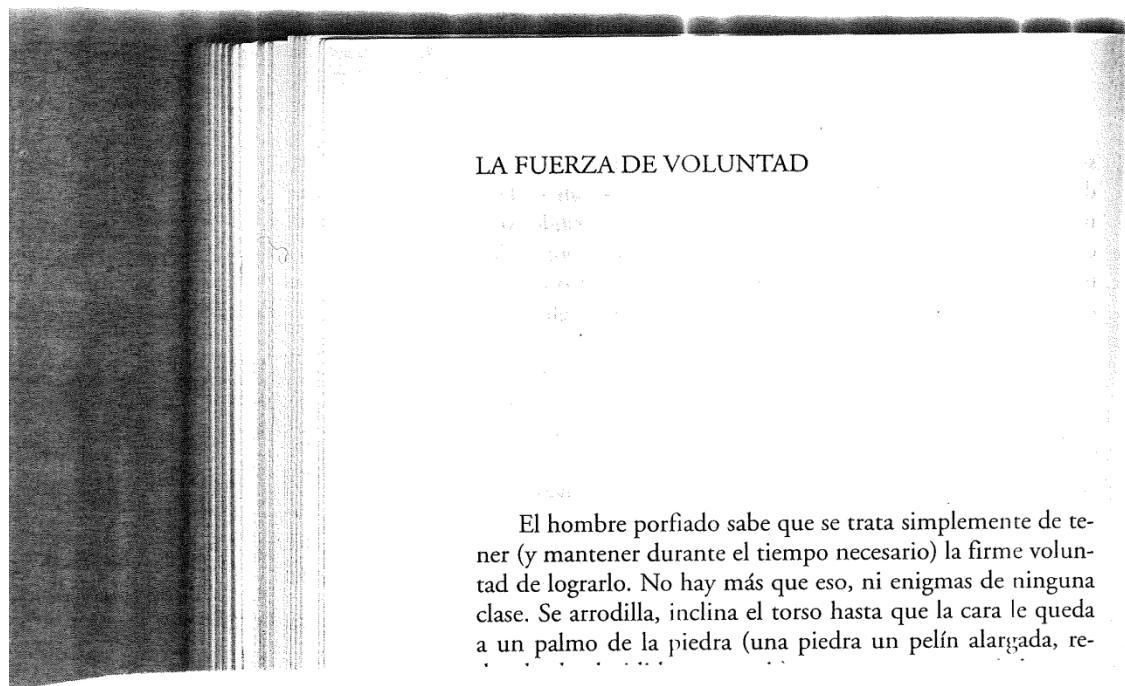 LA FUERZA DE VOLUNTAD
El hombre porfiado sabe que se trata simplemente de te-
ner (y mantener durante el tiempo necesario) la firme volun-
tad de lograrlo. No hay más que eso, ni enigmas de ninguna
clase. Se arrodilla, inclina el torso hasta que la cara le queda
a un palmo de la piedra (una piedra un pelín alargada, re-